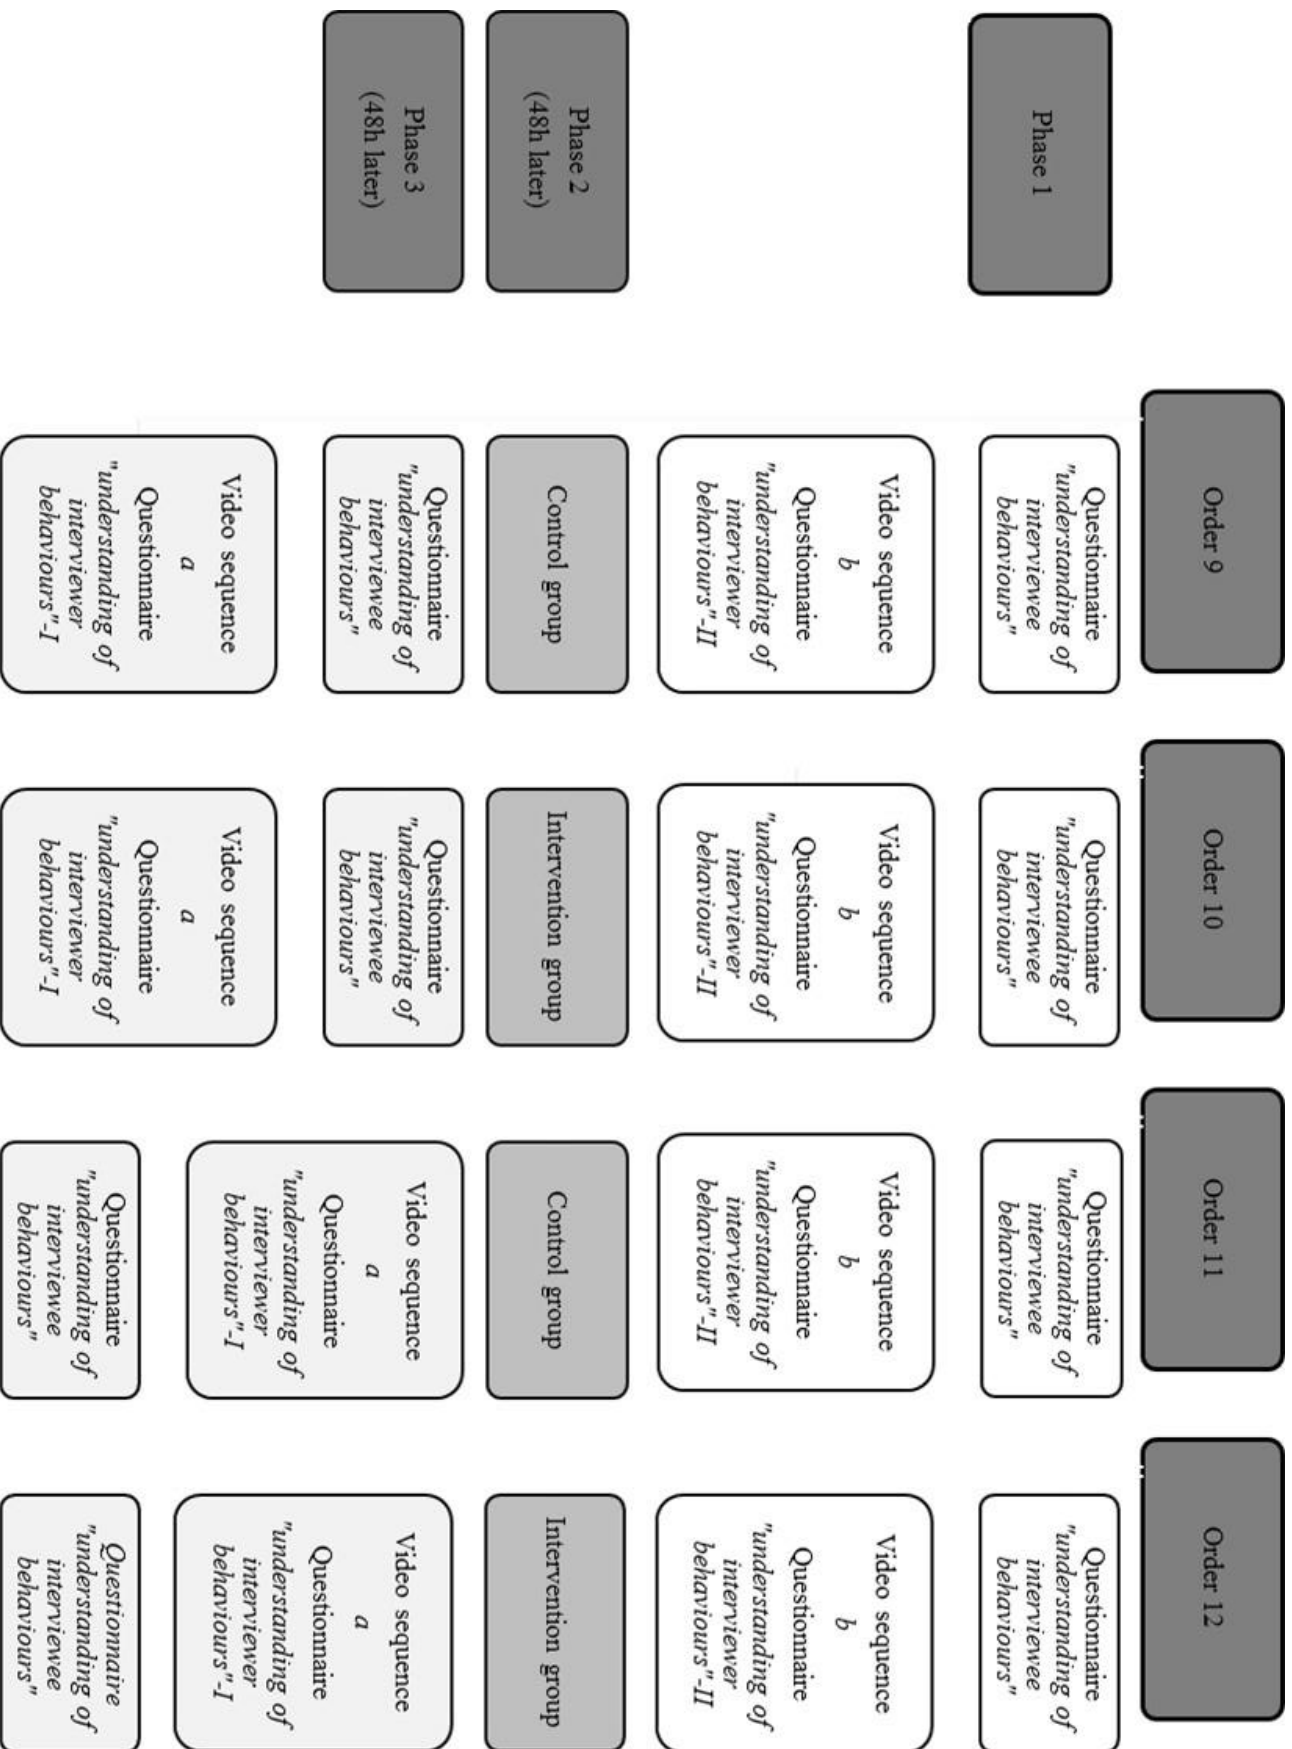 Order 9
Order 10
Order 11
Order 12
Phase 1
Questionnaire
"understanding of
interviewee
behaviours"
Questionnaire
"understanding of
interviewee
behaviours"
Questionnaire
"understanding of
interviewee
behaviours"
Questionnaire
"understanding of
interviewee
behaviours"
Video sequence
b
Questionnaire
"understanding of
interviewer
behaviours"-II
Video sequence
b
Questionnaire
"understanding of
interviewer
behaviours"-II
Video sequence
b
Questionnaire
"understanding of
interviewer
behaviours"-II
Video sequence
b
Questionnaire
"understanding of
interviewer
behaviours"-II
Phase 2
(48h later)
Control group
Intervention group
Control group
Intervention group
Phase 3
(48h later)
Questionnaire
"understanding of
interviewee
behaviours"
Questionnaire
"understanding of
interviewee
behaviours"
Video sequence
a
Questionnaire
"understanding of
interviewer
behaviours"-I
Video sequence
a
Questionnaire
"understanding of
interviewer
behaviours"-I
Video sequence
a
Questionnaire
"understanding of
interviewer
behaviours"-I
Video sequence
a
Questionnaire
"understanding of
interviewer
behaviours"-I
Questionnaire
"understanding of
interviewee
behaviours"
Questionnaire
"understanding of
interviewee
behaviours"